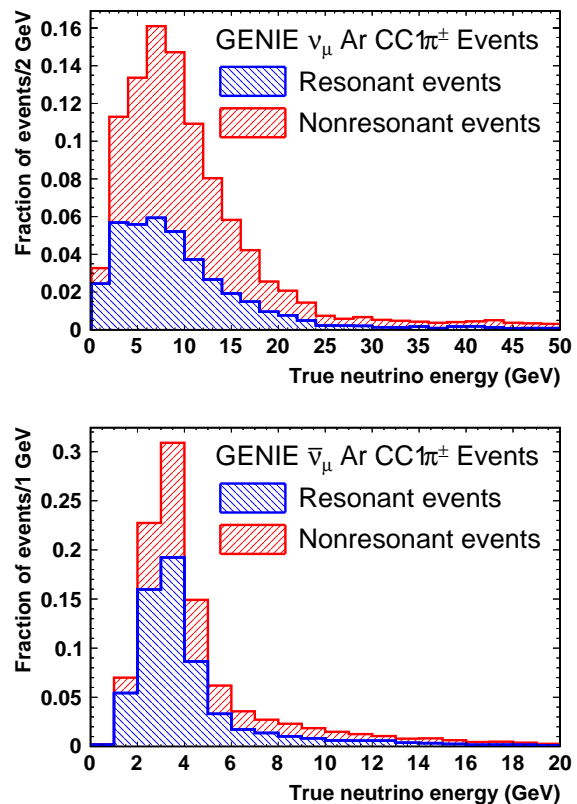 GENIE νμ Ar CC1π± Events
Resonant events
Nonresonant events
Fraction of events/2 GeV
0.16
0.14
0.12
0.1
0.08
0.06
0.04
0.02
0
0 5 10 15 20 25 30 35 40 45 50
True neutrino energy (GeV)
GENIE ν̅μ Ar CC1π± Events
Resonant events
Nonresonant events
Fraction of events/1 GeV
0.3
0.25
0.2
0.15
0.1
0.05
0
0 2 4 6 8 10 12 14 16 18 20
True neutrino energy (GeV)